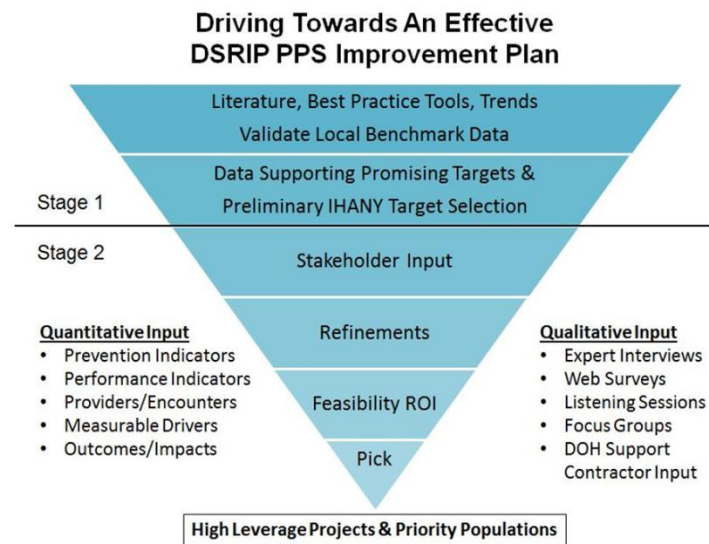 Driving Towards An Effective
DSRIP PPS Improvement Plan
Literature, Best Practice Tools, Trends
Validate Local Benchmark Data
Data Supporting Promising Targets &
Preliminary IHANY Target Selection
Stage 1
Stage 2
Stakeholder Input
Refinements
Feasibility ROI
Pick
Quantitative Input
• Prevention Indicators
• Performance Indicators
• Providers/Encounters
• Measurable Drivers
• Outcomes/Impacts
Qualitative Input
• Expert Interviews
• Web Surveys
• Listening Sessions
• Focus Groups
• DOH Support
Contractor Input
High Leverage Projects & Priority Populations